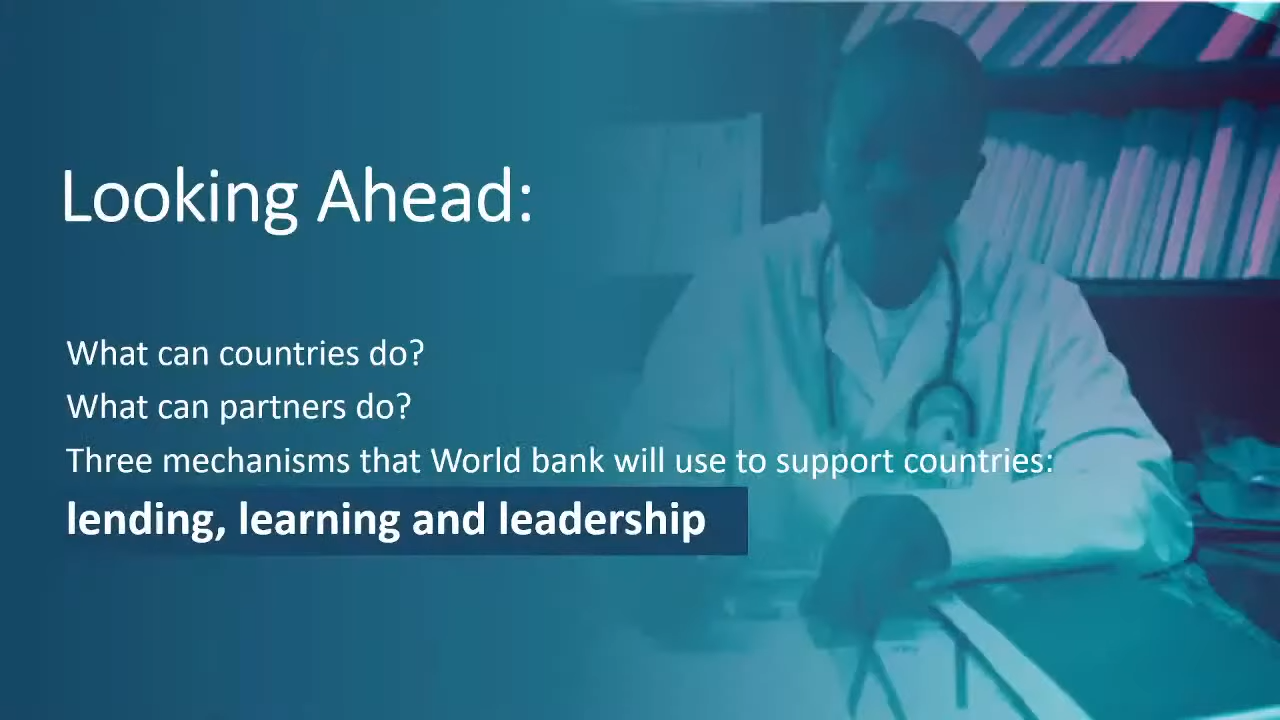 Looking Ahead:
What can countries do?
What can partners do?
Three mechanisms that World bank will use to support countries:
lending, learning and leadership